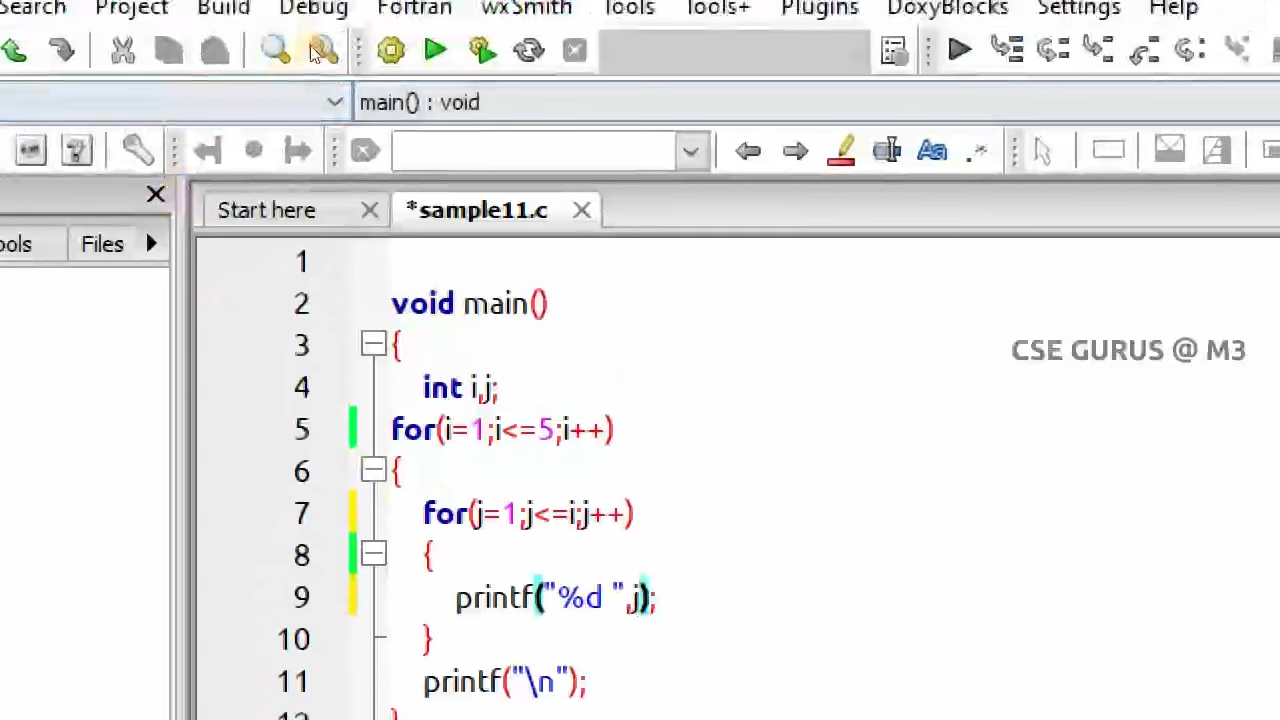 Search Project Build Debug Fortran wxSmith Tools Tools+ Plugins DoxyBlocks Settings Help
main() : void
Aa .*
Start here *sample11.c
ools Files
1
2 void main()
3 {
CSE GURUS @ M3
4 int i,j;
5 for(i=1;i<=5;i++)
6 {
7 for(j=1;j<=i;j++)
8 {
9 printf("%d ",j);
10 }
11 printf("\n");
12 }